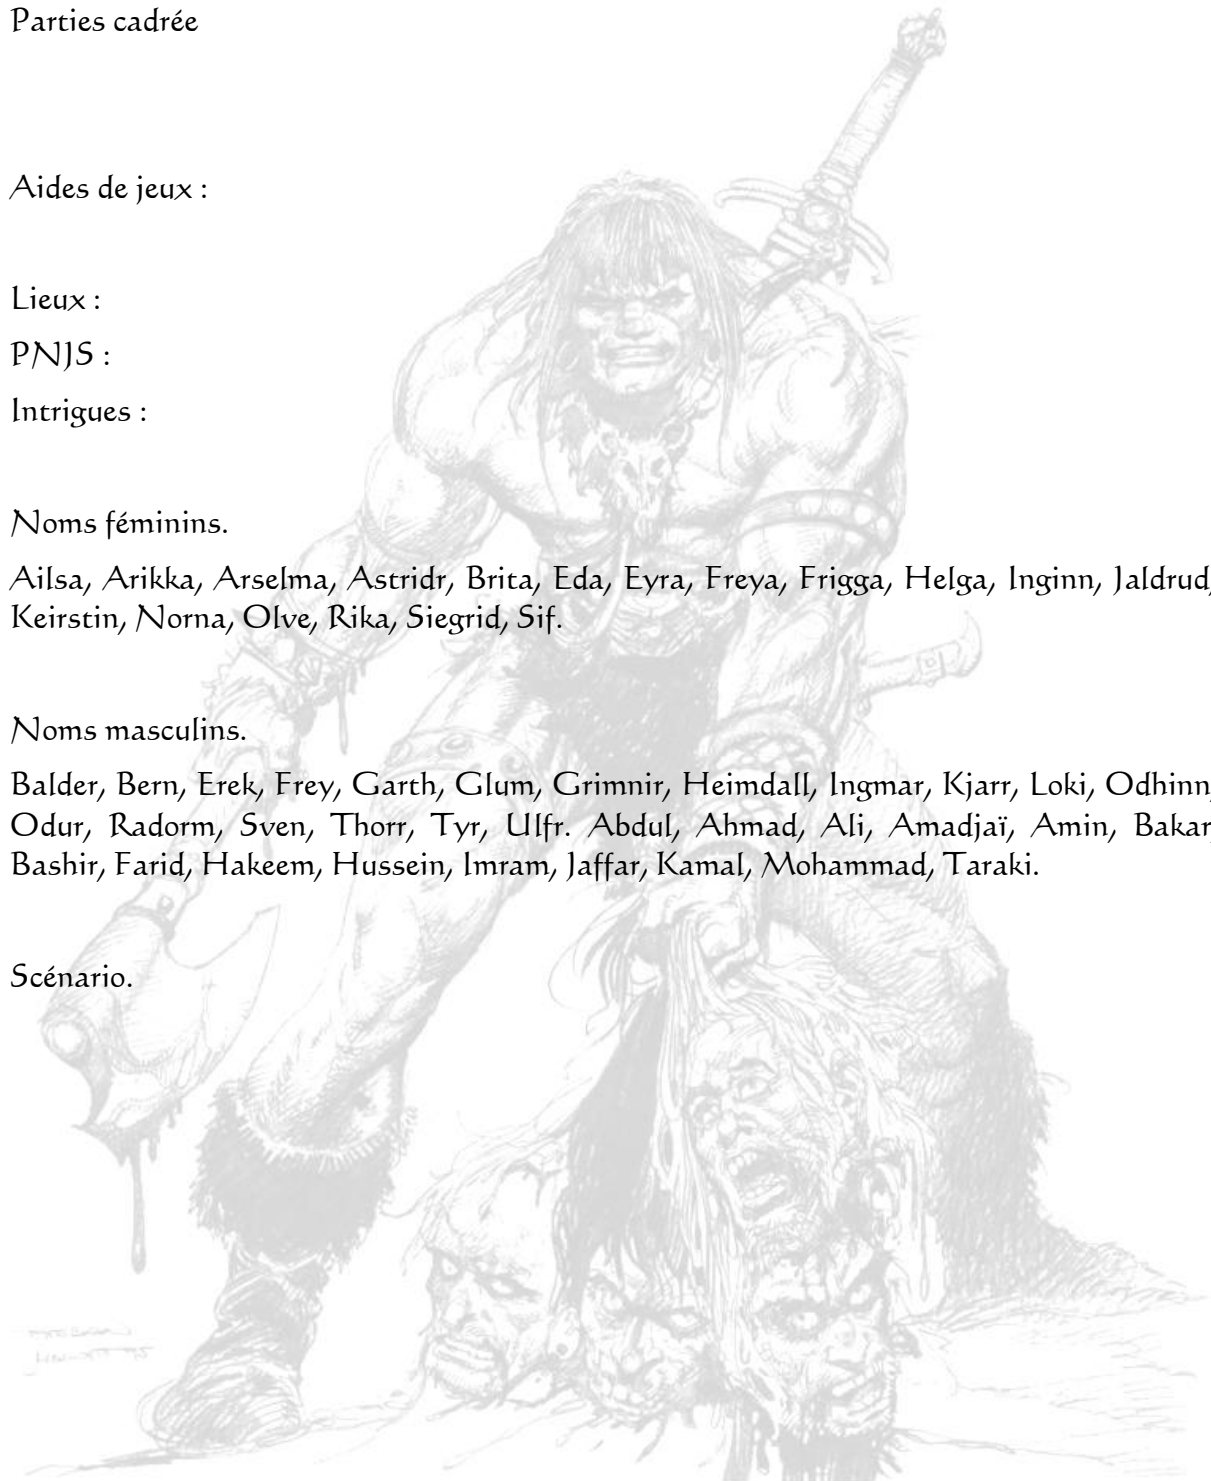 Parties cadrée
Aides de jeux :
Lieux :
PNJS :
Intrigues :
Noms féminins.
Ailsa, Arikka, Arselma, Astridr, Brita, Eda, Eyra, Freya, Frigga, Helga, Inginn, Jaldrud,
Keirstin, Norna, Olve, Rika, Siegrid, Sif.
Noms masculins.
Balder, Bern, Erek, Frey, Garth, Glum, Grimnir, Heimdall, Ingmar, Kjarr, Loki, Odhinn,
Odur, Radorm, Sven, Thorr, Tyr, Ulfr. Abdul, Ahmad, Ali, Amadjaï, Amin, Bakar,
Bashir, Farid, Hakeem, Hussein, Imram, Jaffar, Kamal, Mohammad, Taraki.
Scénario.